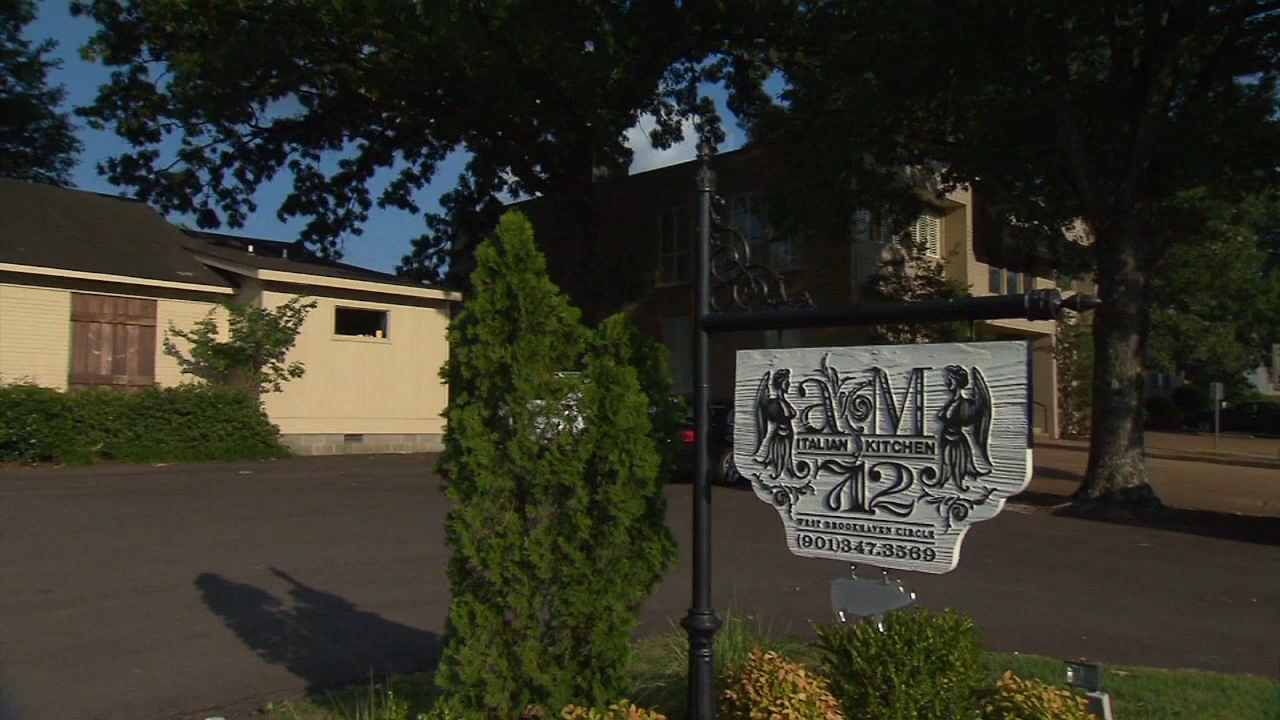 a M
ITALIAN KITCHEN
712
WEST BROOKHAVEN CIRCLE
(901)347.3569